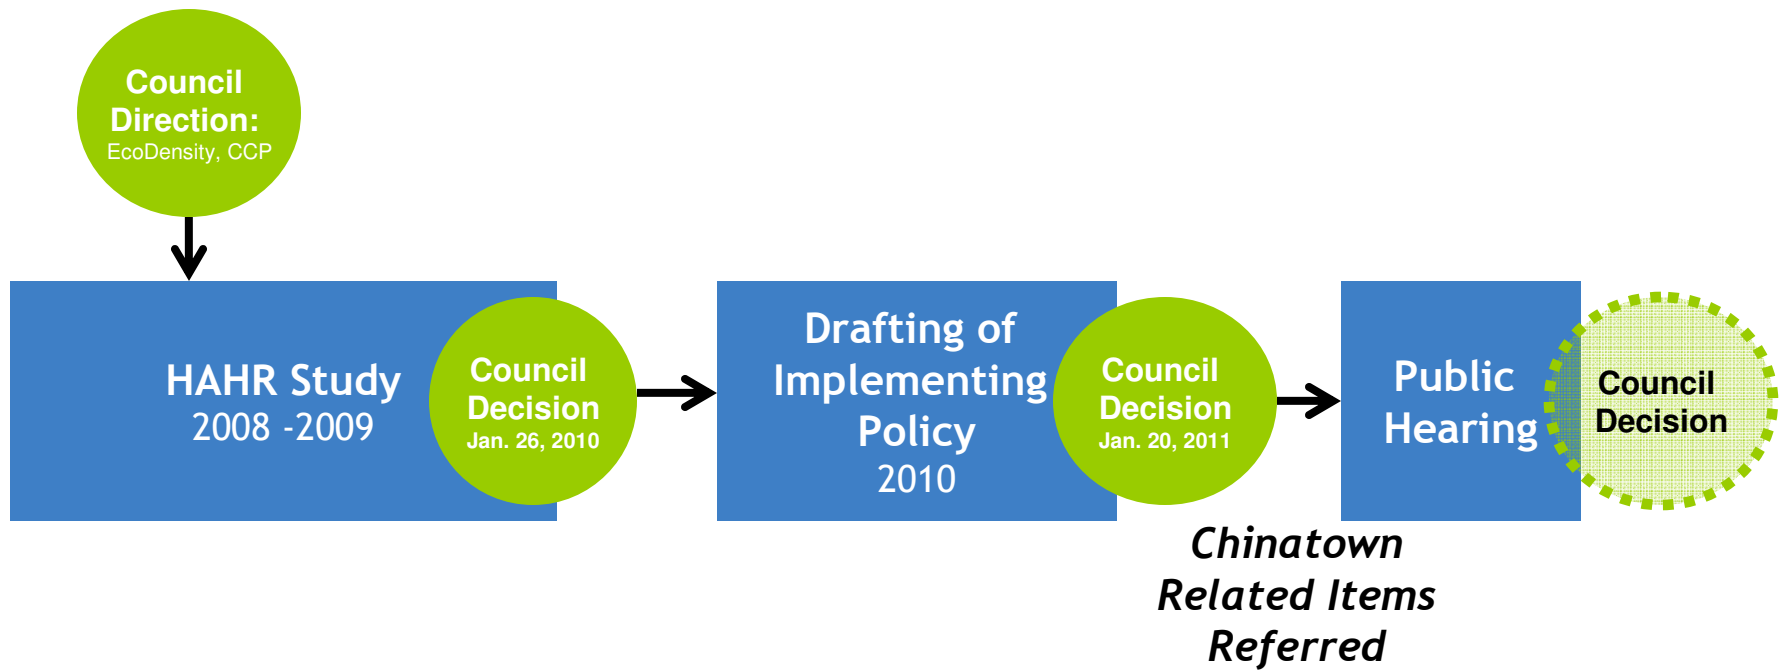 Council
Direction:
EcoDensity, CCP
HAHR Study
2008 -2009
Council
Decision
Jan. 26, 2010
Drafting of
Implementing
Policy
2010
Council
Decision
Jan. 20, 2011
Chinatown
Related Items
Referred
Public
Hearing
Council
Decision